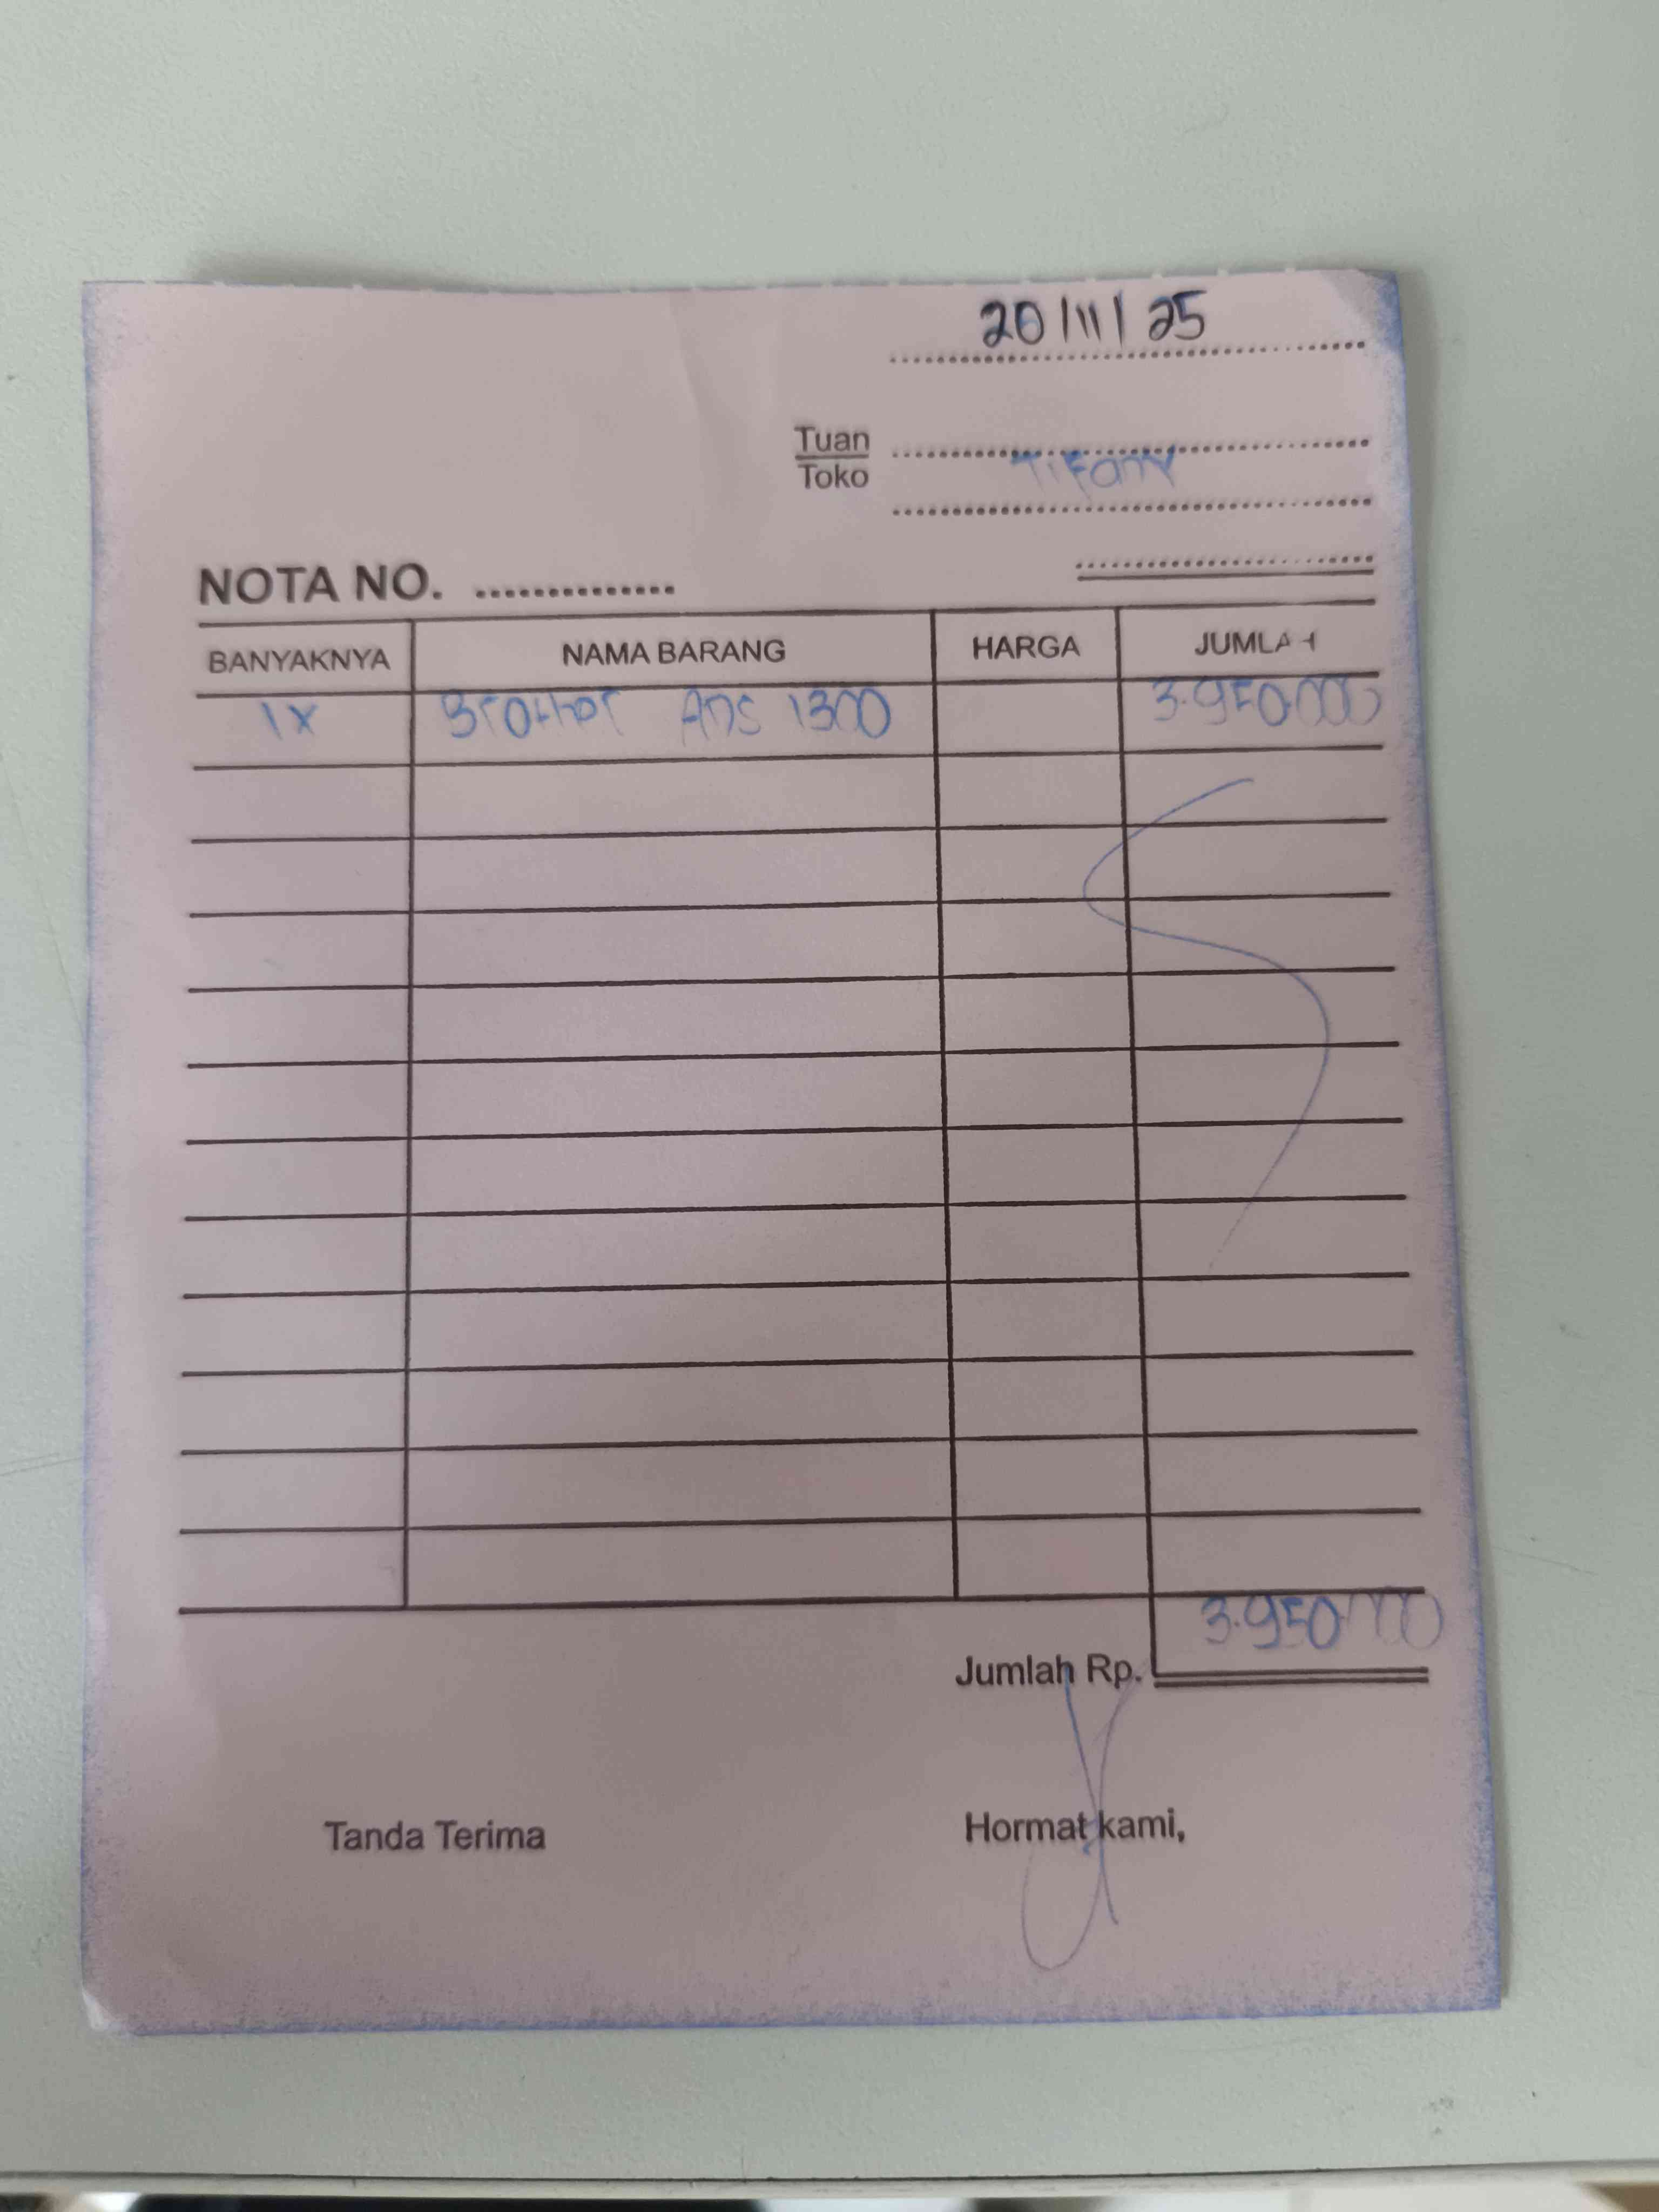 20/11/25
Tuan
Toko
Tifany
NOTA NO. ..............
BANYAKNYA NAMA BARANG HARGA JUMLAH
1x Brother ADS 1300 3.950.000
3.950.000
Jumlah Rp.
Tanda Terima Hormat kami,